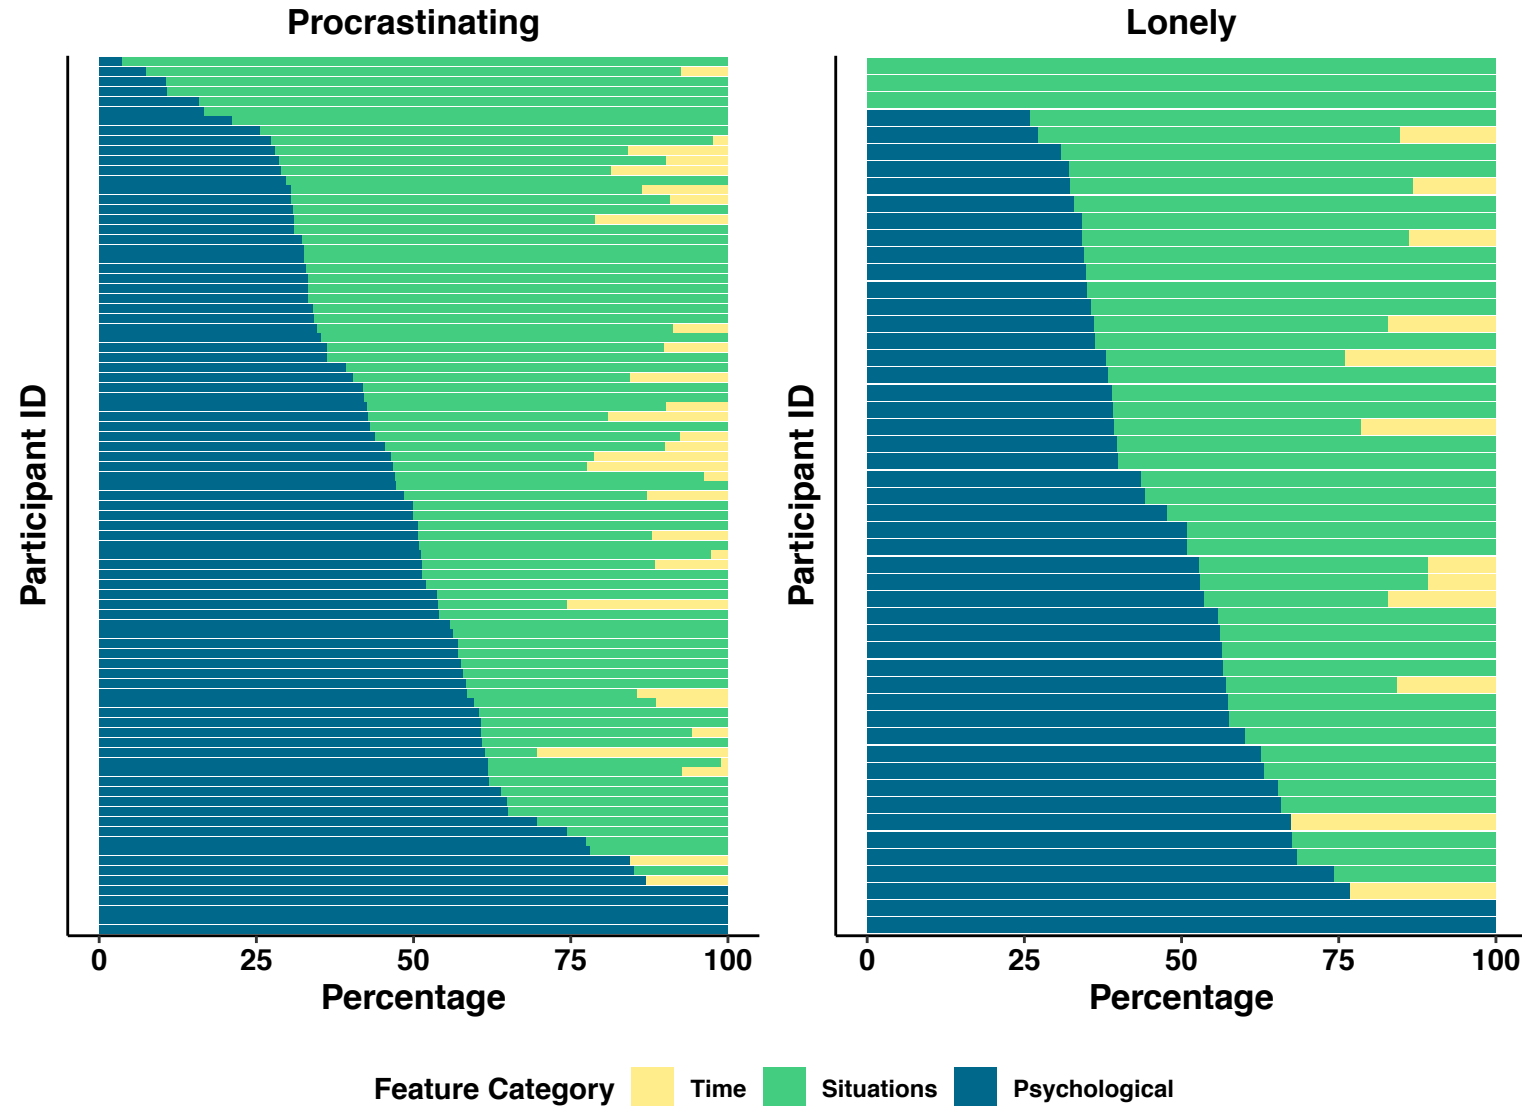 Procrastinating
Lonely
Participant ID
Participant ID
0 25 50 75 100
0 25 50 75 100
Percentage
Percentage
Feature Category Time Situations Psychological